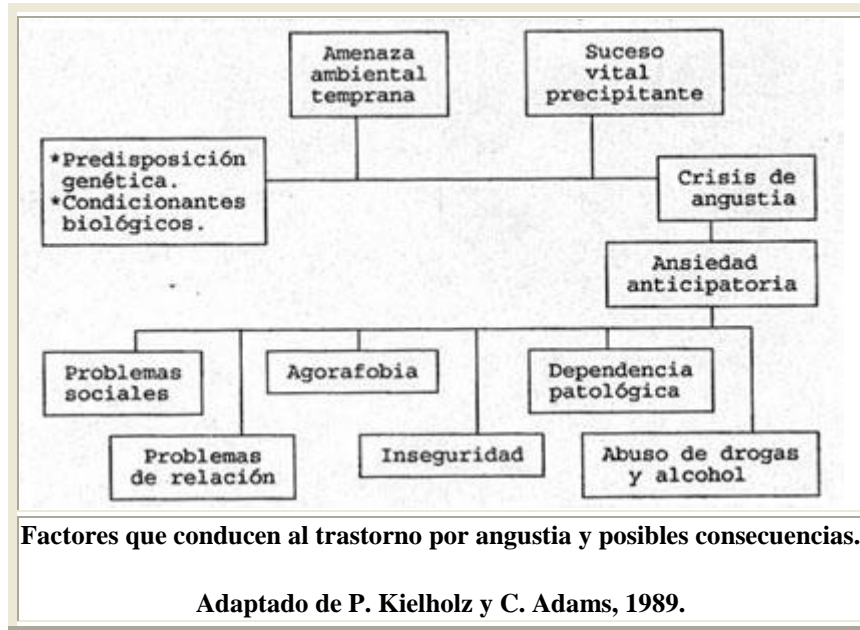 Amenaza
ambiental
temprana
Suceso
vital
precipitante
*Predisposición
genética.
*Condicionantes
biológicos.
Crisis de
angustia
Ansiedad
anticipatoria
Problemas
sociales
Agorafobia
Dependencia
patológica
Problemas
de relación
Inseguridad
Abuso de drogas
y alcohol
Factores que conducen al trastorno por angustia y posibles consecuencias.
Adaptado de P. Kielholz y C. Adams, 1989.